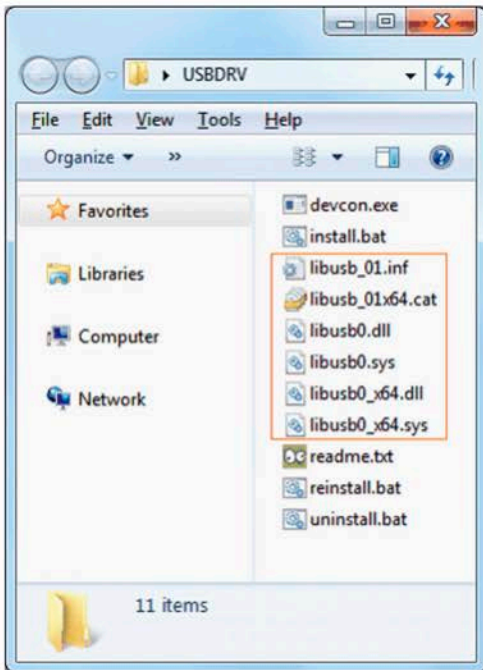 USBDRV
File Edit View Tools Help
Organize »
Favorites
Libraries
Computer
Network
devcon.exe
install.bat
libusb_01.inf
libusb_01x64.cat
libusb0.dll
libusb0.sys
libusb0_x64.dll
libusb0_x64.sys
readme.txt
reinstall.bat
uninstall.bat
11 items